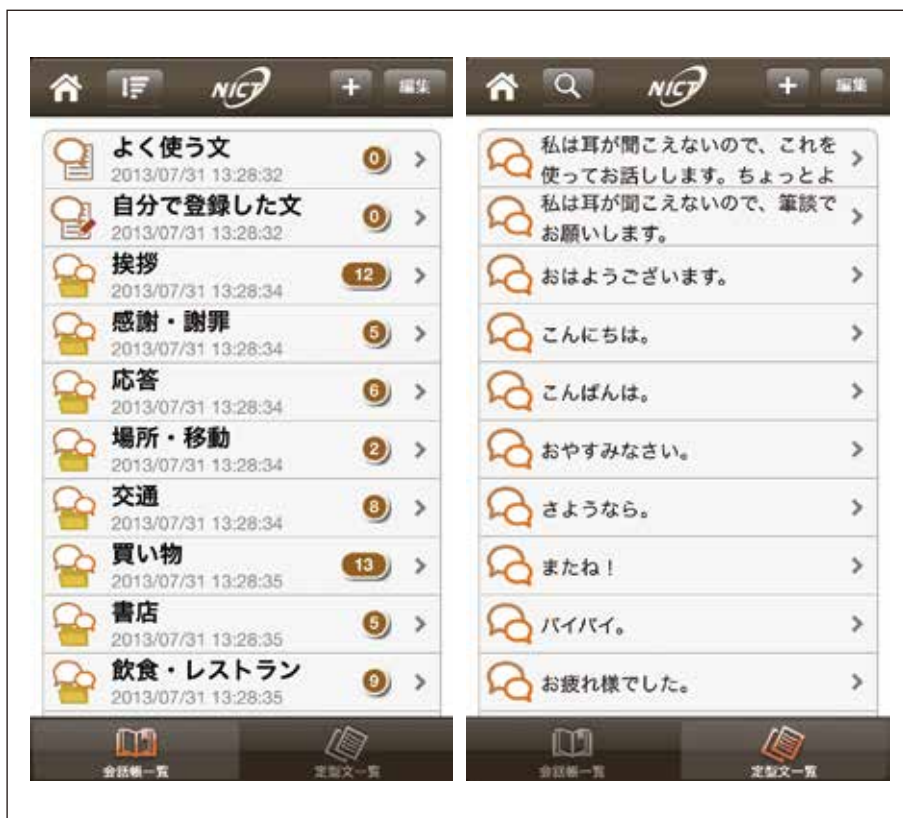 NICT
編集
よく使う文
2013/07/31 13:28:32
0
自分で登録した文
2013/07/31 13:28:32
0
挨拶
2013/07/31 13:28:34
12
感謝・謝罪
2013/07/31 13:28:34
5
応答
2013/07/31 13:28:34
6
場所・移動
2013/07/31 13:28:34
2
交通
2013/07/31 13:28:34
8
買い物
2013/07/31 13:28:35
13
書店
2013/07/31 13:28:35
5
飲食・レストラン
2013/07/31 13:28:35
9
会話帳一覧
定型文一覧
NICT
編集
私は耳が聞こえないので、これを
使ってお話しします。ちょっとよ
私は耳が聞こえないので、筆談で
お願いします。
おはようございます。
こんにちは。
こんばんは。
おやすみなさい。
さようなら。
またね！
バイバイ。
お疲れ様でした。
会話帳一覧
定型文一覧